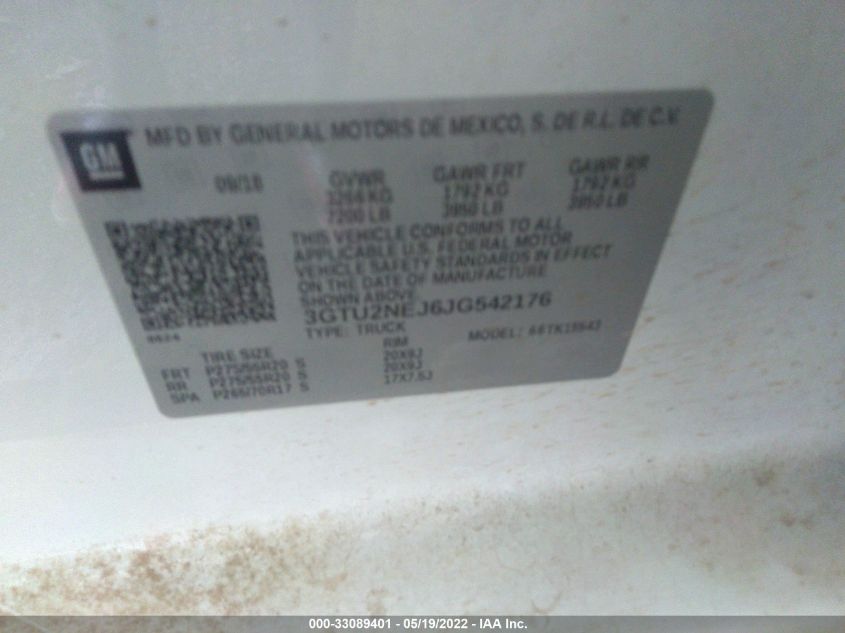 GM
MFD BY GENERAL MOTORS DE MEXICO, S. DE R.L. DE C.V.
09/18 GVWR GAWR FRT GAWR RR
3266 KG 1792 KG 1792 KG
7200 LB 3950 LB 3950 LB
THIS VEHICLE CONFORMS TO ALL
APPLICABLE U.S. FEDERAL MOTOR
VEHICLE SAFETY STANDARDS IN EFFECT
ON THE DATE OF MANUFACTURE
SHOWN ABOVE.
3GTU2NEJ6JG542176
TYPE: TRUCK MODEL:
TIRE SIZE RIM
FRT P275/55R20 S 20X9J
RR P275/55R20 S 20X9J
SPA P265/70R17 S 17X7.5J
000-33089401 - 05/19/2022 - IAA Inc.